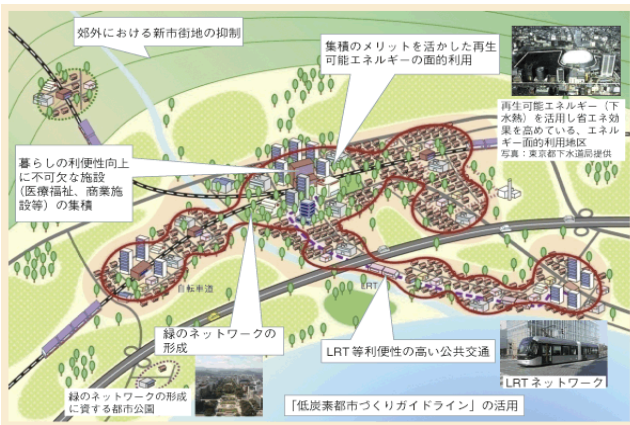 郊外における新市街地の抑制
集積のメリットを活かした再生
可能エネルギーの面的利用
再生可能エネルギー（下
水熱）を活用し省エネ効
果を高めている、エネル
ギー面的利用地区
写真：東京都下水道局提供
暮らしの利便性向上
に不可欠な施設
（医療福祉、商業施
設等）の集積
自転車道
LRT
緑のネットワークの
形成
LRT等利便性の高い公共交通
LRTネットワーク
緑のネットワークの形成
に資する都市公園
「低炭素都市づくりガイドライン」の活用